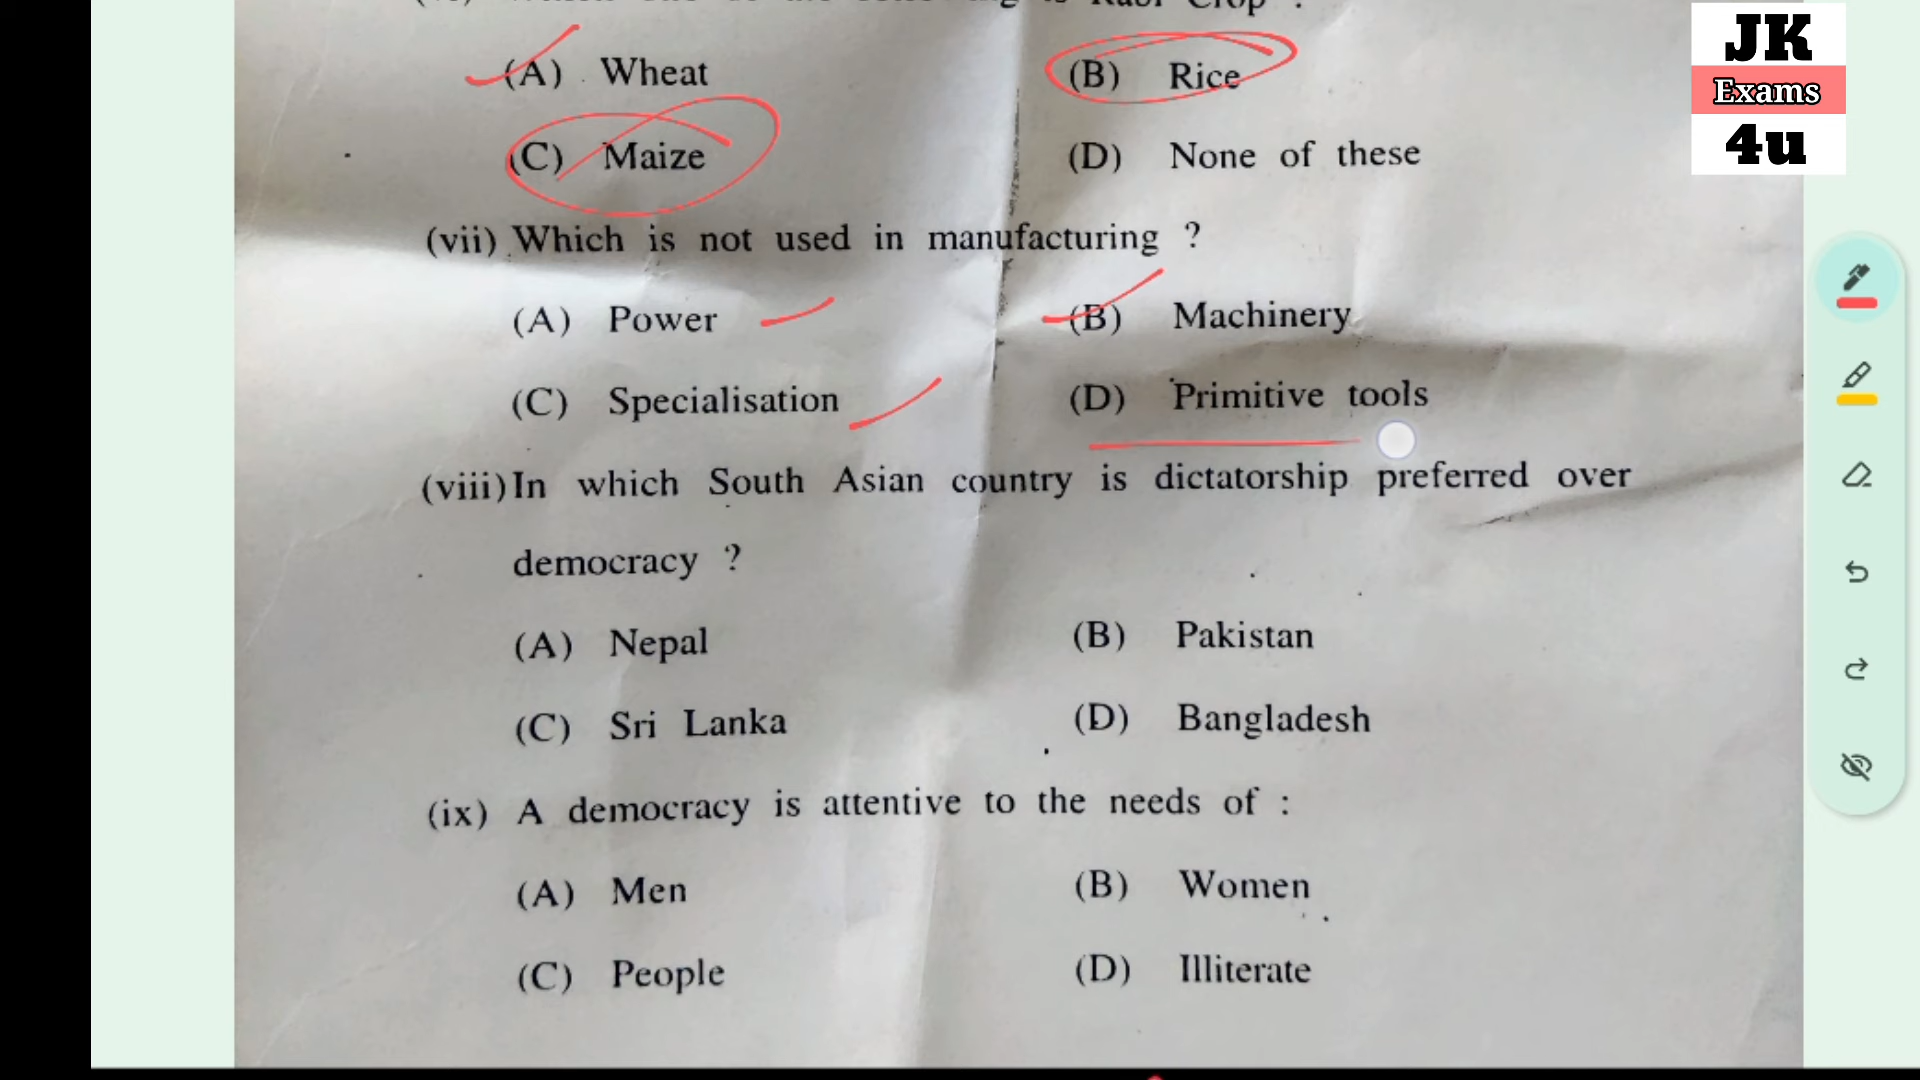 Crop ?
(A) Wheat
(B) Rice
(C) Maize
(D) None of these
(vii) Which is not used in manufacturing ?
(A) Power
(B) Machinery
(C) Specialisation
(D) Primitive tools
(viii) In which South Asian country is dictatorship preferred over
democracy ?
(A) Nepal
(B) Pakistan
(C) Sri Lanka
(D) Bangladesh
(ix) A democracy is attentive to the needs of :
(A) Men
(B) Women
(C) People
(D) Illiterate
JK
Exams
4u